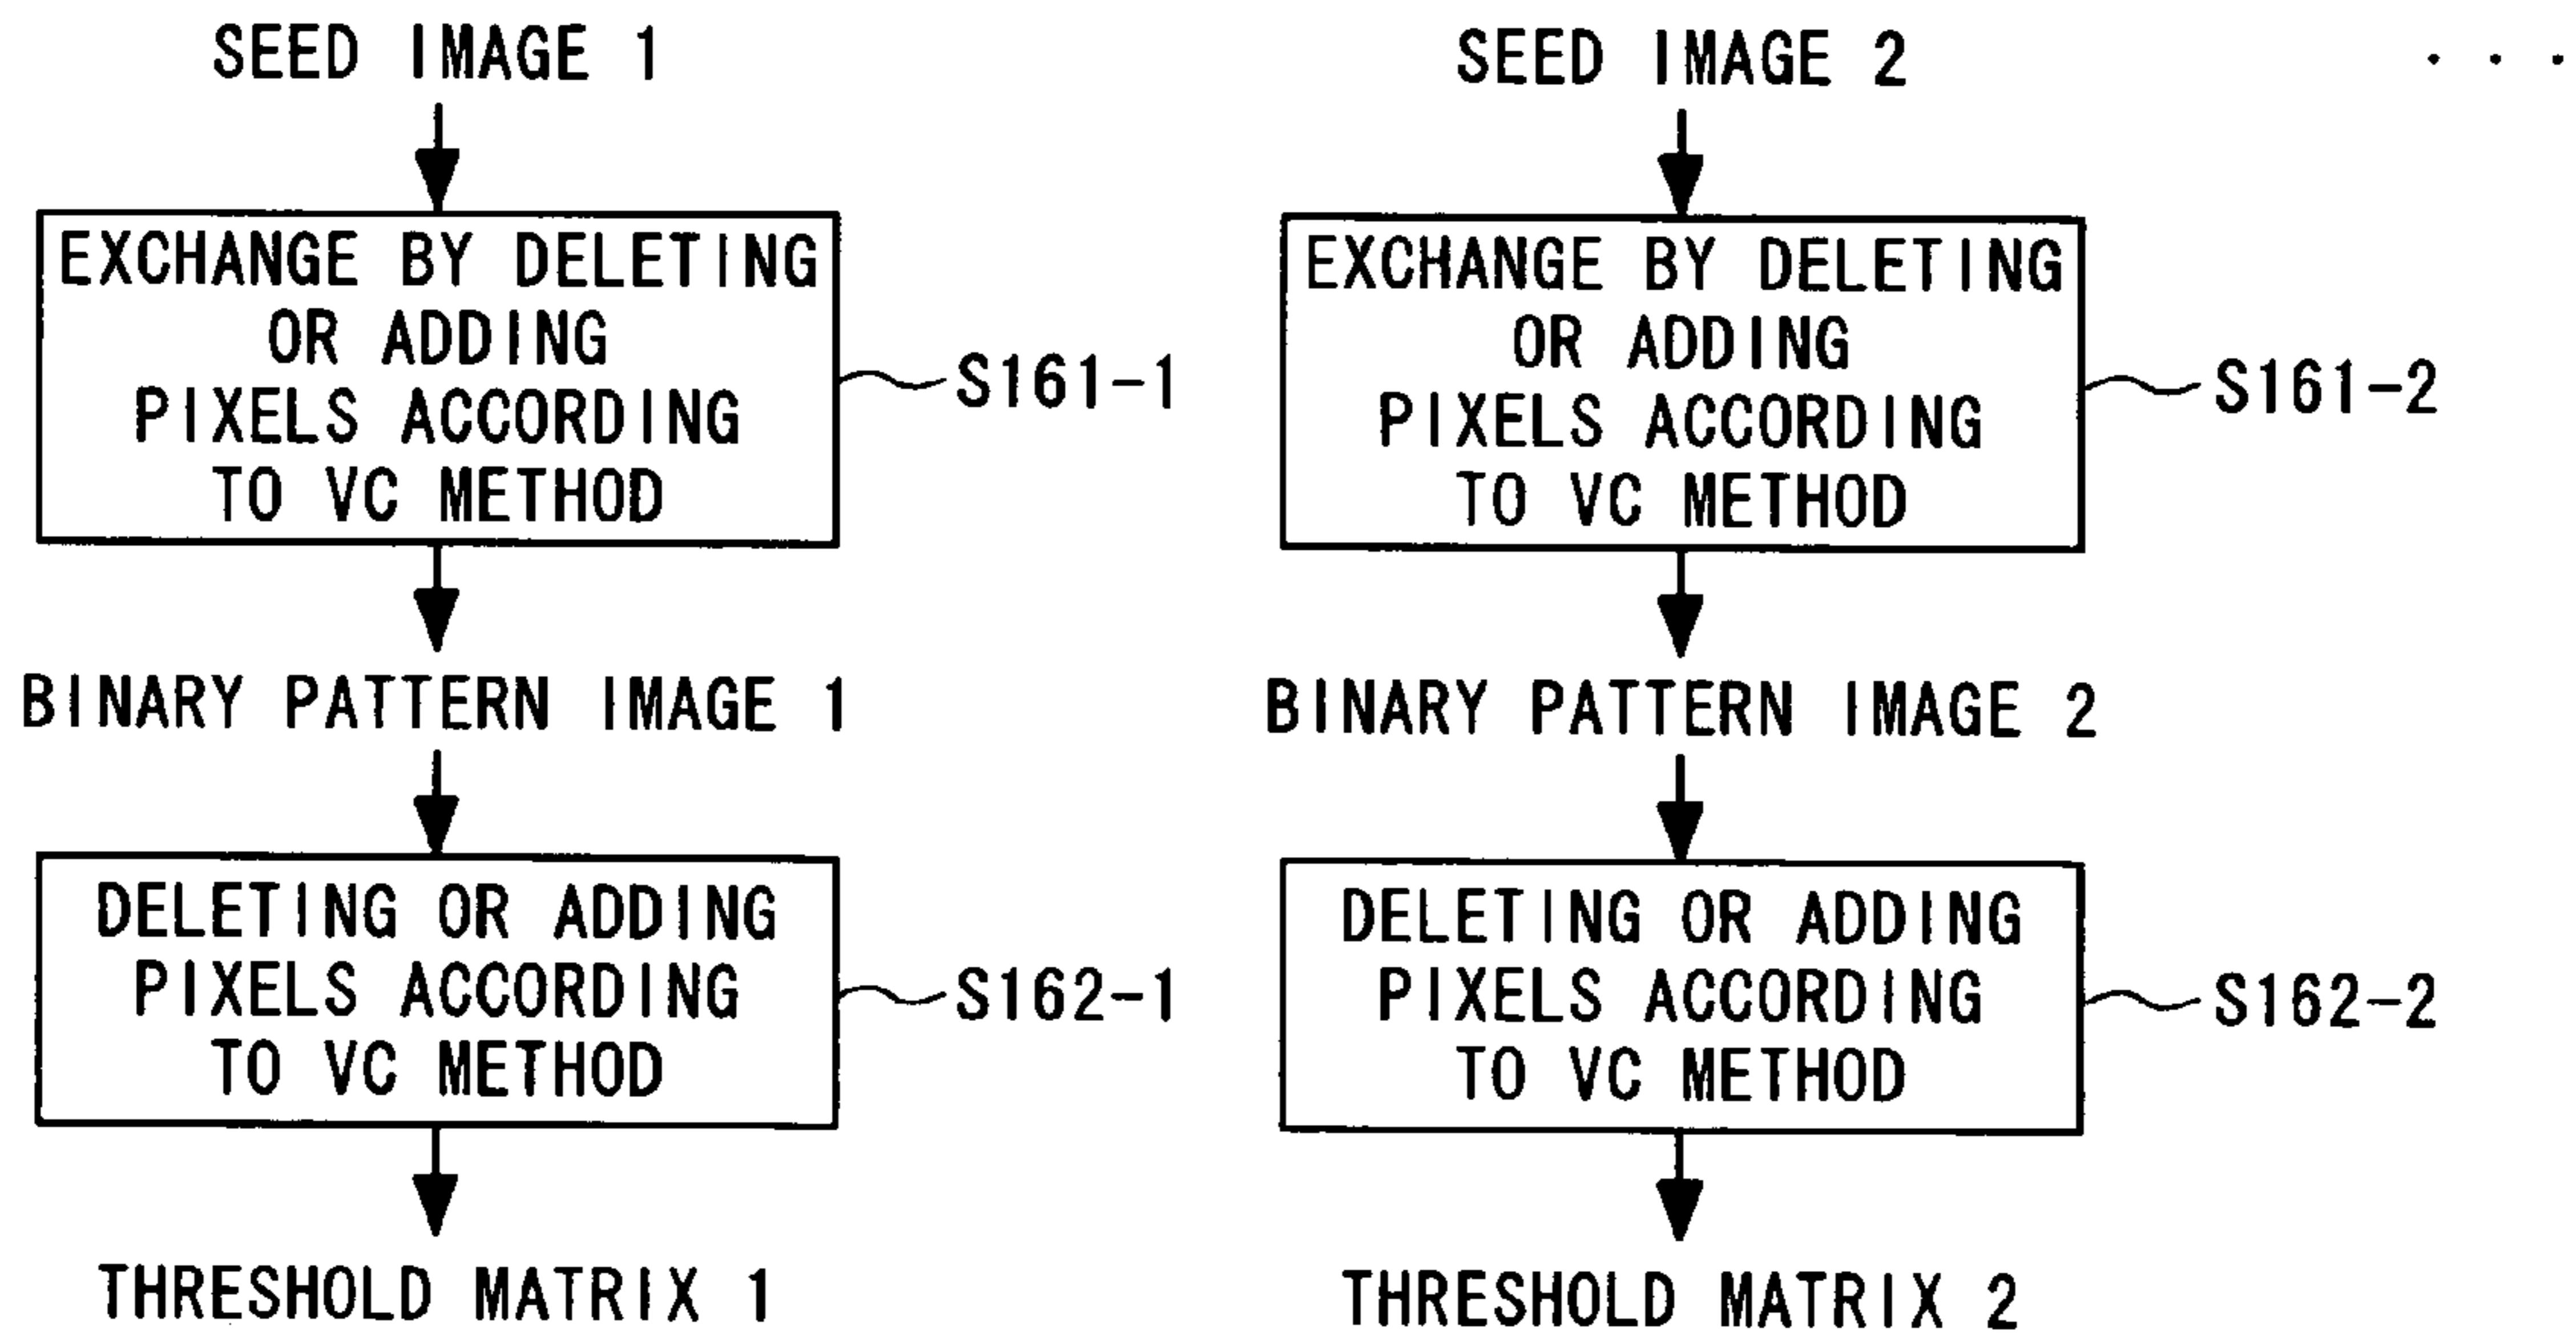 SEED IMAGE 1
EXCHANGE BY DELETING
OR ADDING
PIXELS ACCORDING
TO VC METHOD
S161-1
BINARY PATTERN IMAGE 1
DELETING OR ADDING
PIXELS ACCORDING
TO VC METHOD
S162-1
THRESHOLD MATRIX 1
SEED IMAGE 2
EXCHANGE BY DELETING
OR ADDING
PIXELS ACCORDING
TO VC METHOD
S161-2
BINARY PATTERN IMAGE 2
DELETING OR ADDING
PIXELS ACCORDING
TO VC METHOD
S162-2
THRESHOLD MATRIX 2
. . .